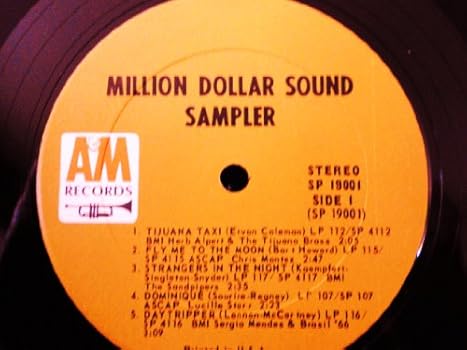 MILLION DOLLAR SOUND
SAMPLER
A&M
RECORDS
STEREO
SP 19001
SIDE 1
(SP 19001)
1. TIJUANA TAXI (Ervan Coleman) LP 112/SP 4112
BMI Herb Alpert & The Tijuana Brass 2:05
2. FLY ME TO THE MOON (Bart Howard) LP 115/
SP 4115 ASCAP Chris Montez 2:47
3. STRANGERS IN THE NIGHT (Kaempfert-
Singleton-Snyder) LP 117/ SP 4117 BMI
The Sandpipers 2:35
4. DOMINIQUE (Sourire-Regney) LP 107/SP 107
ASCAP Lucille Starr 2:21
5. DAYTRIPPER (Lennon-McCartney) LP 116/
SP 4116 BMI Sergio Mendes & Brasil '66
3:09
Printed in U.S.A.